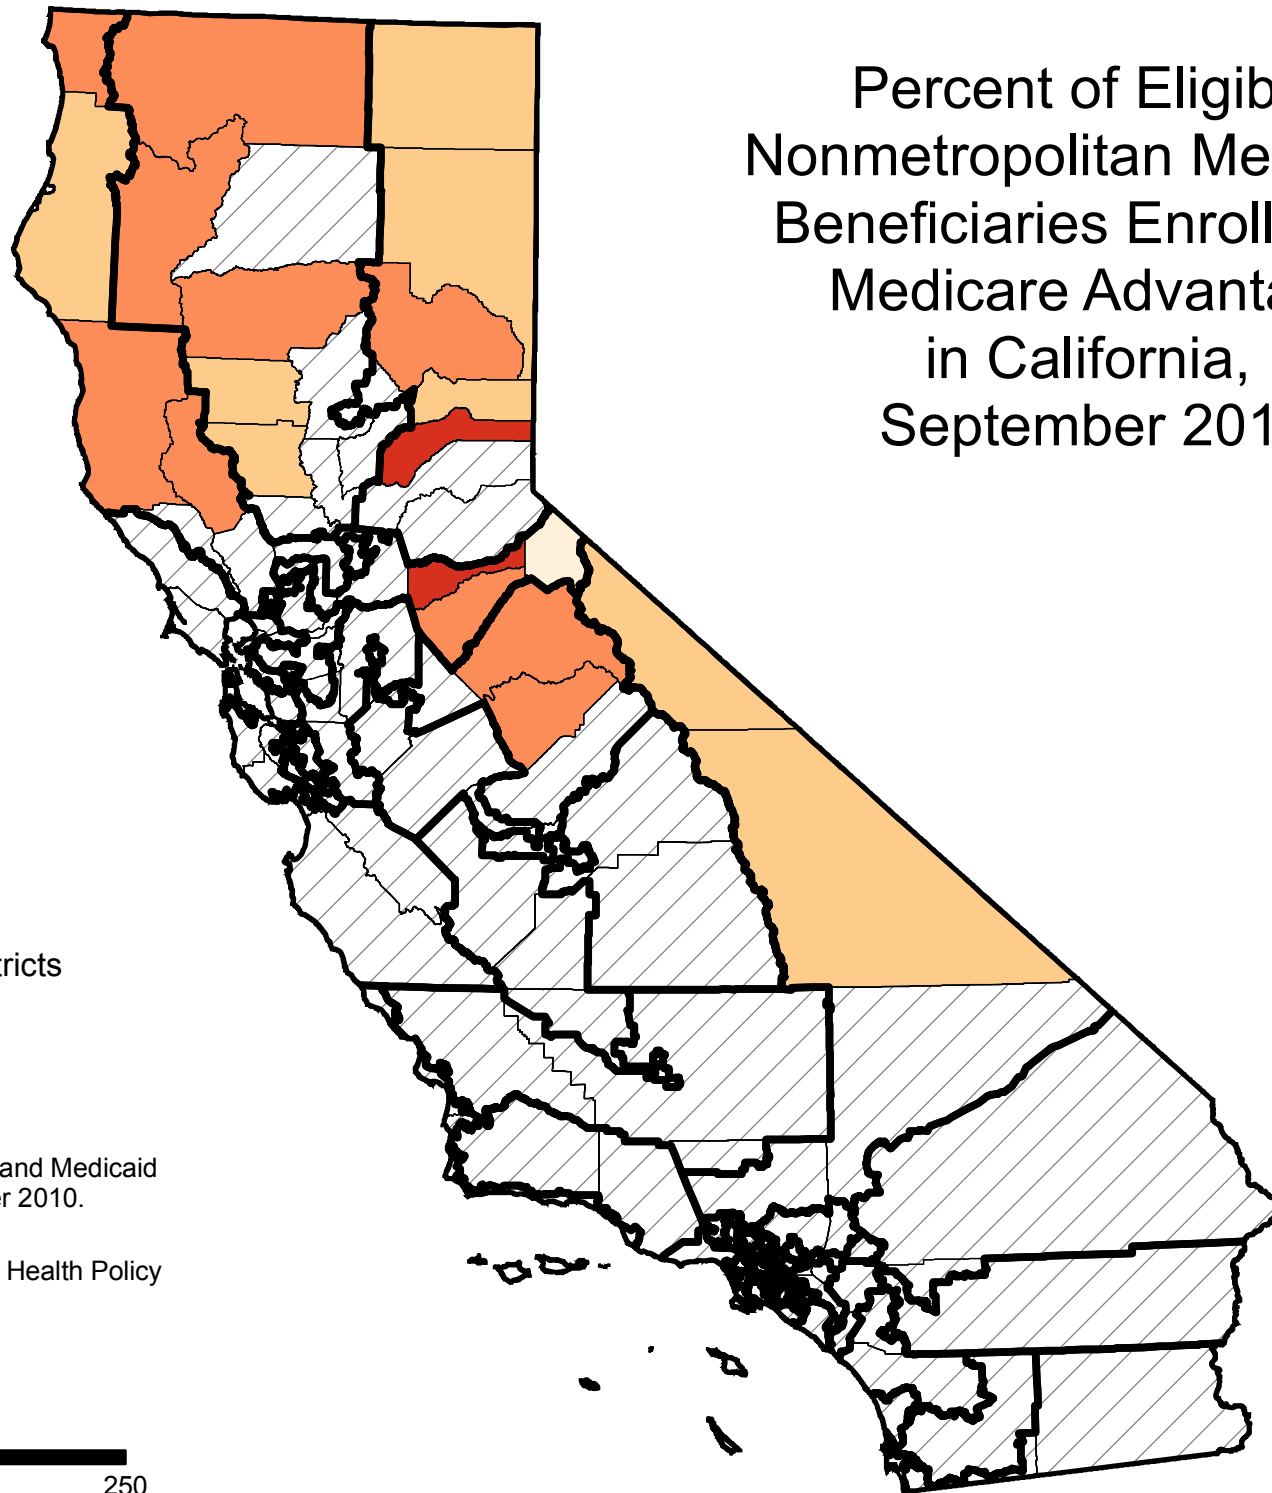 Percent of Eligib
Nonmetropolitan Me
Beneficiaries Enroll
Medicare Advanta
in California,
September 201
tricts
and Medicaid
er 2010.
Health Policy
250